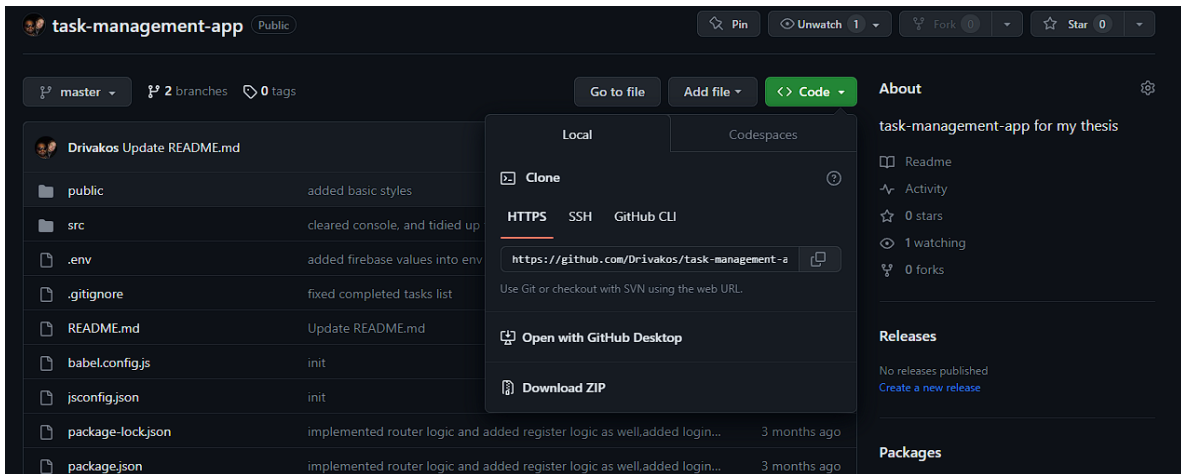 task-management-app Public Pin Unwatch 1 Fork 0 Star 0
master 2 branches 0 tags Go to file Add file Code
Drivakos Update README.md
public added basic styles
src cleared console, and tidied up
.env added firebase values into env
.gitignore fixed completed tasks list
README.md Update README.md
babel.config.js init
jsconfig.json init
package-lock.json implemented router logic and added register logic as well,added login... 3 months ago
package.json implemented router logic and added register logic as well,added login... 3 months ago
Local Codespaces
Clone
HTTPS SSH GitHub CLI
https://github.com/Drivakos/task-management-a
Use Git or checkout with SVN using the web URL.
Open with GitHub Desktop
Download ZIP
About
task-management-app for my thesis
Readme
Activity
0 stars
1 watching
0 forks
Releases
No releases published
Create a new release
Packages